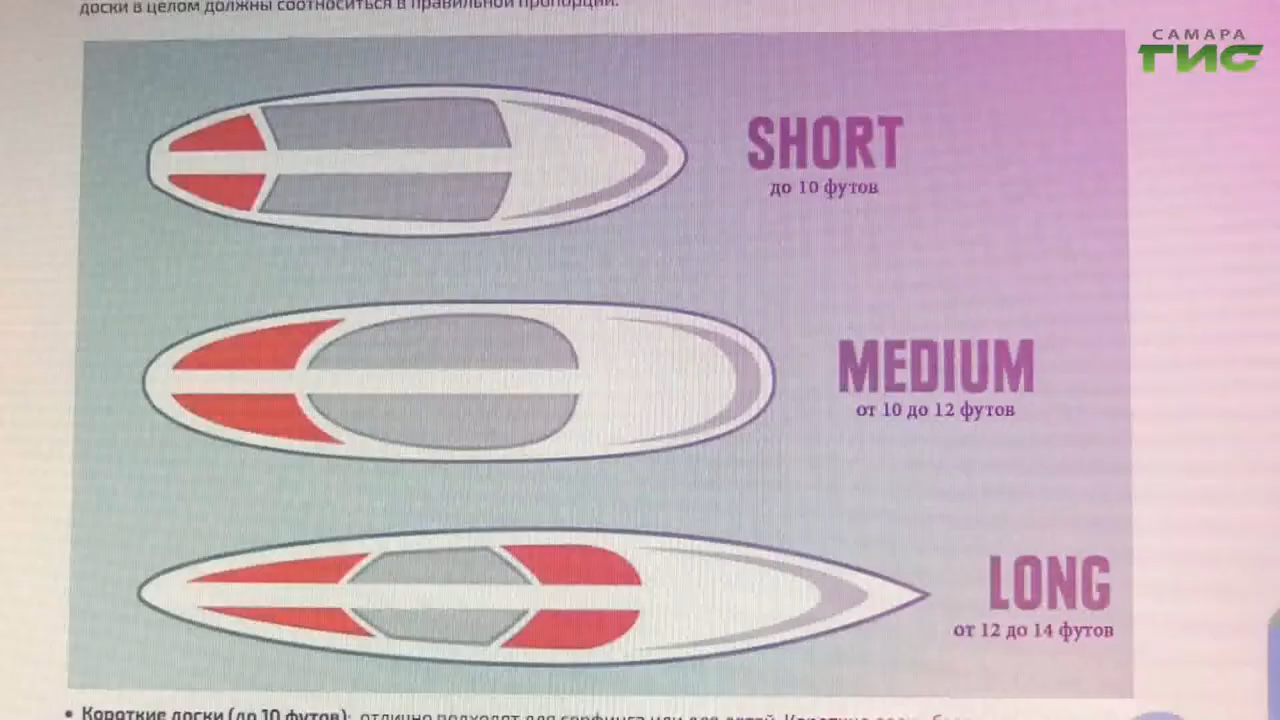 доски в целом должны соотноситься в правильной пропорции.
САМАРА
ГИС
SHORT
до 10 футов
MEDIUM
от 10 до 12 футов
LONG
от 12 до 14 футов
• Короткие доски (до 10 футов): отлично подходят для серфинга или для детей. Короткие доски